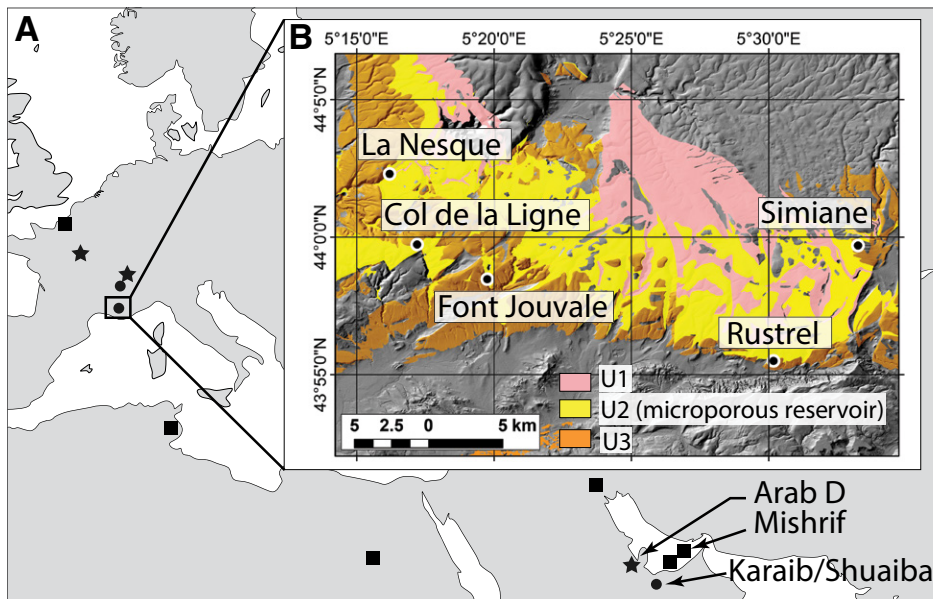 A
B
5°15'0"E
5°20'0"E
5°25'0"E
5°30'0"E
44°5'0"N
44°0'0"N
43°55'0"N
La Nesque
Col de la Ligne
Simiane
Font Jouvale
Rustrel
U1
U2 (microporous reservoir)
U3
5 2.5 0 5 km
Arab D
Mishrif
Karaib/Shuaiba